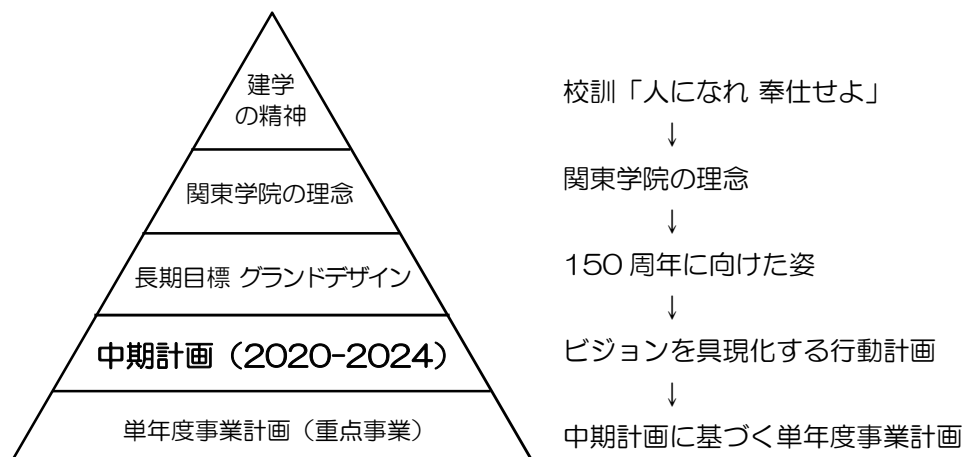 建学
の精神
関東学院の理念
長期目標 グランドデザイン
中期計画（2020-2024）
単年度事業計画（重点事業）
校訓「人になれ 奉仕せよ」
↓
関東学院の理念
↓
150 周年に向けた姿
↓
ビジョンを具現化する行動計画
↓
中期計画に基づく単年度事業計画